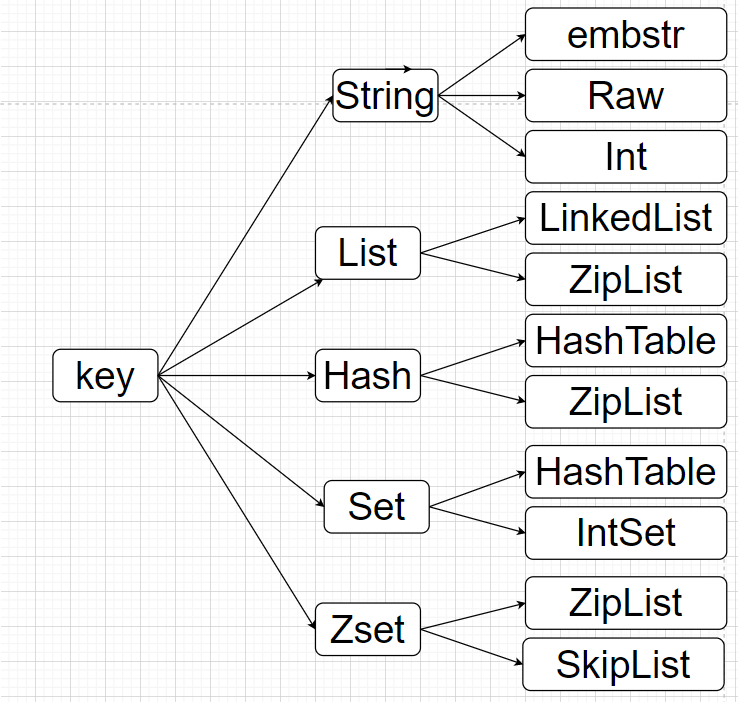 key
String
embstr
Raw
Int
List
LinkedList
ZipList
Hash
HashTable
ZipList
Set
HashTable
IntSet
Zset
ZipList
SkipList